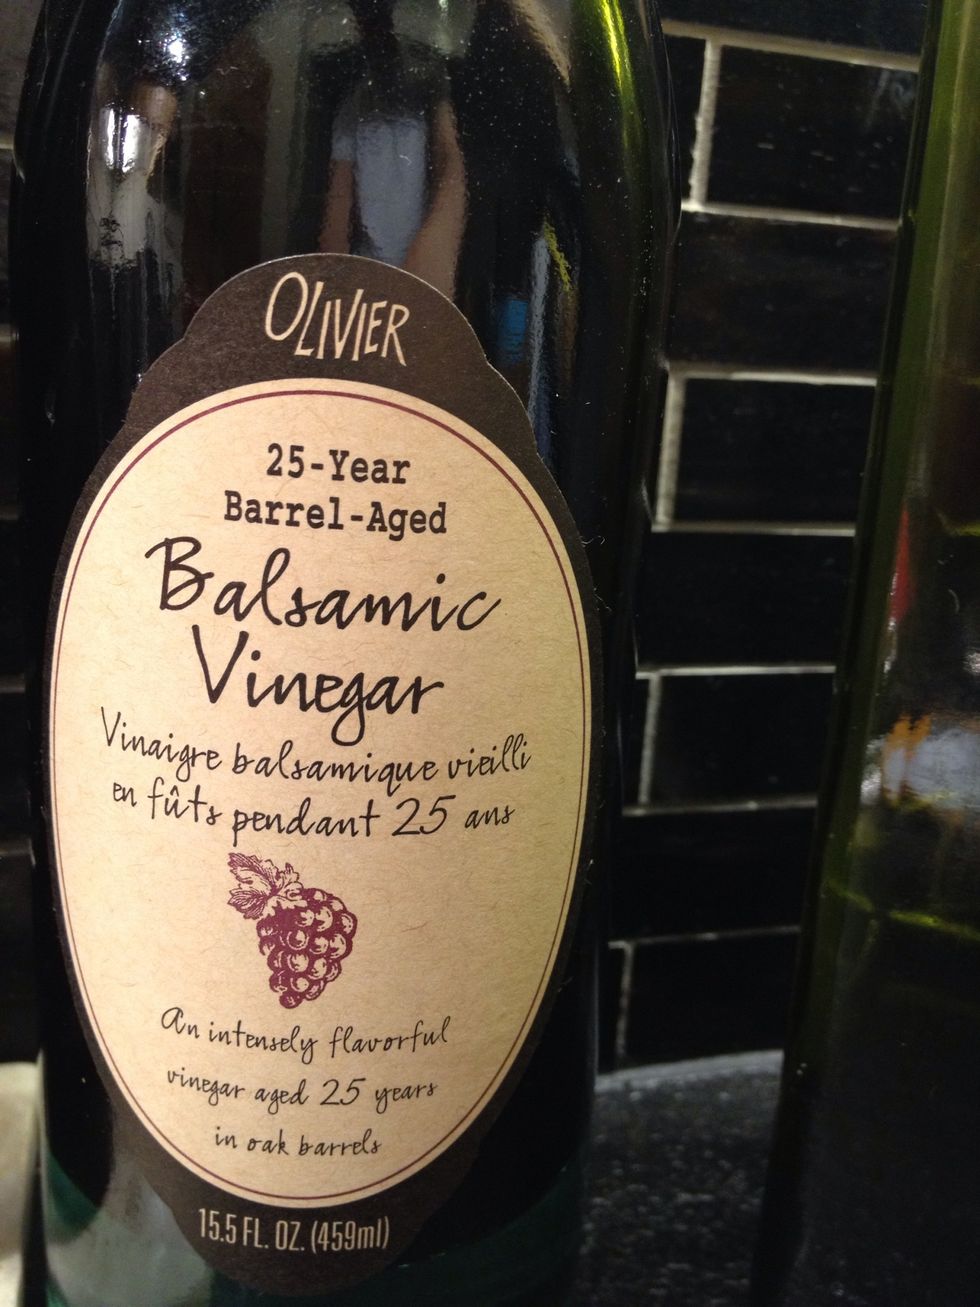 OLIVIER
25-Year
Barrel-Aged
Balsamic
Vinegar
Vinaigre balsamique vieilli
en fûts pendant 25 ans
An intensely flavorful
vinegar aged 25 years
in oak barrels
15.5 FL. OZ. (459ml)